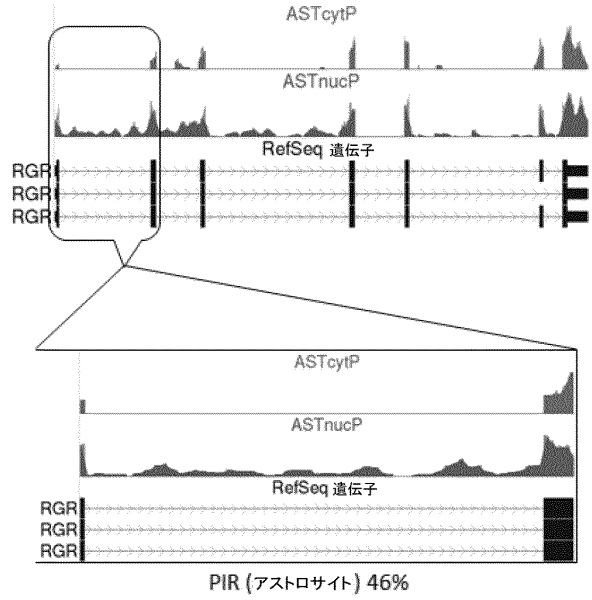 ASTcytP
ASTnucP
RefSeq 遺伝子
RGR
RGR
RGR
ASTcytP
ASTnucP
RefSeq 遺伝子
RGR
RGR
RGR
PIR (アストロサイト) 46%